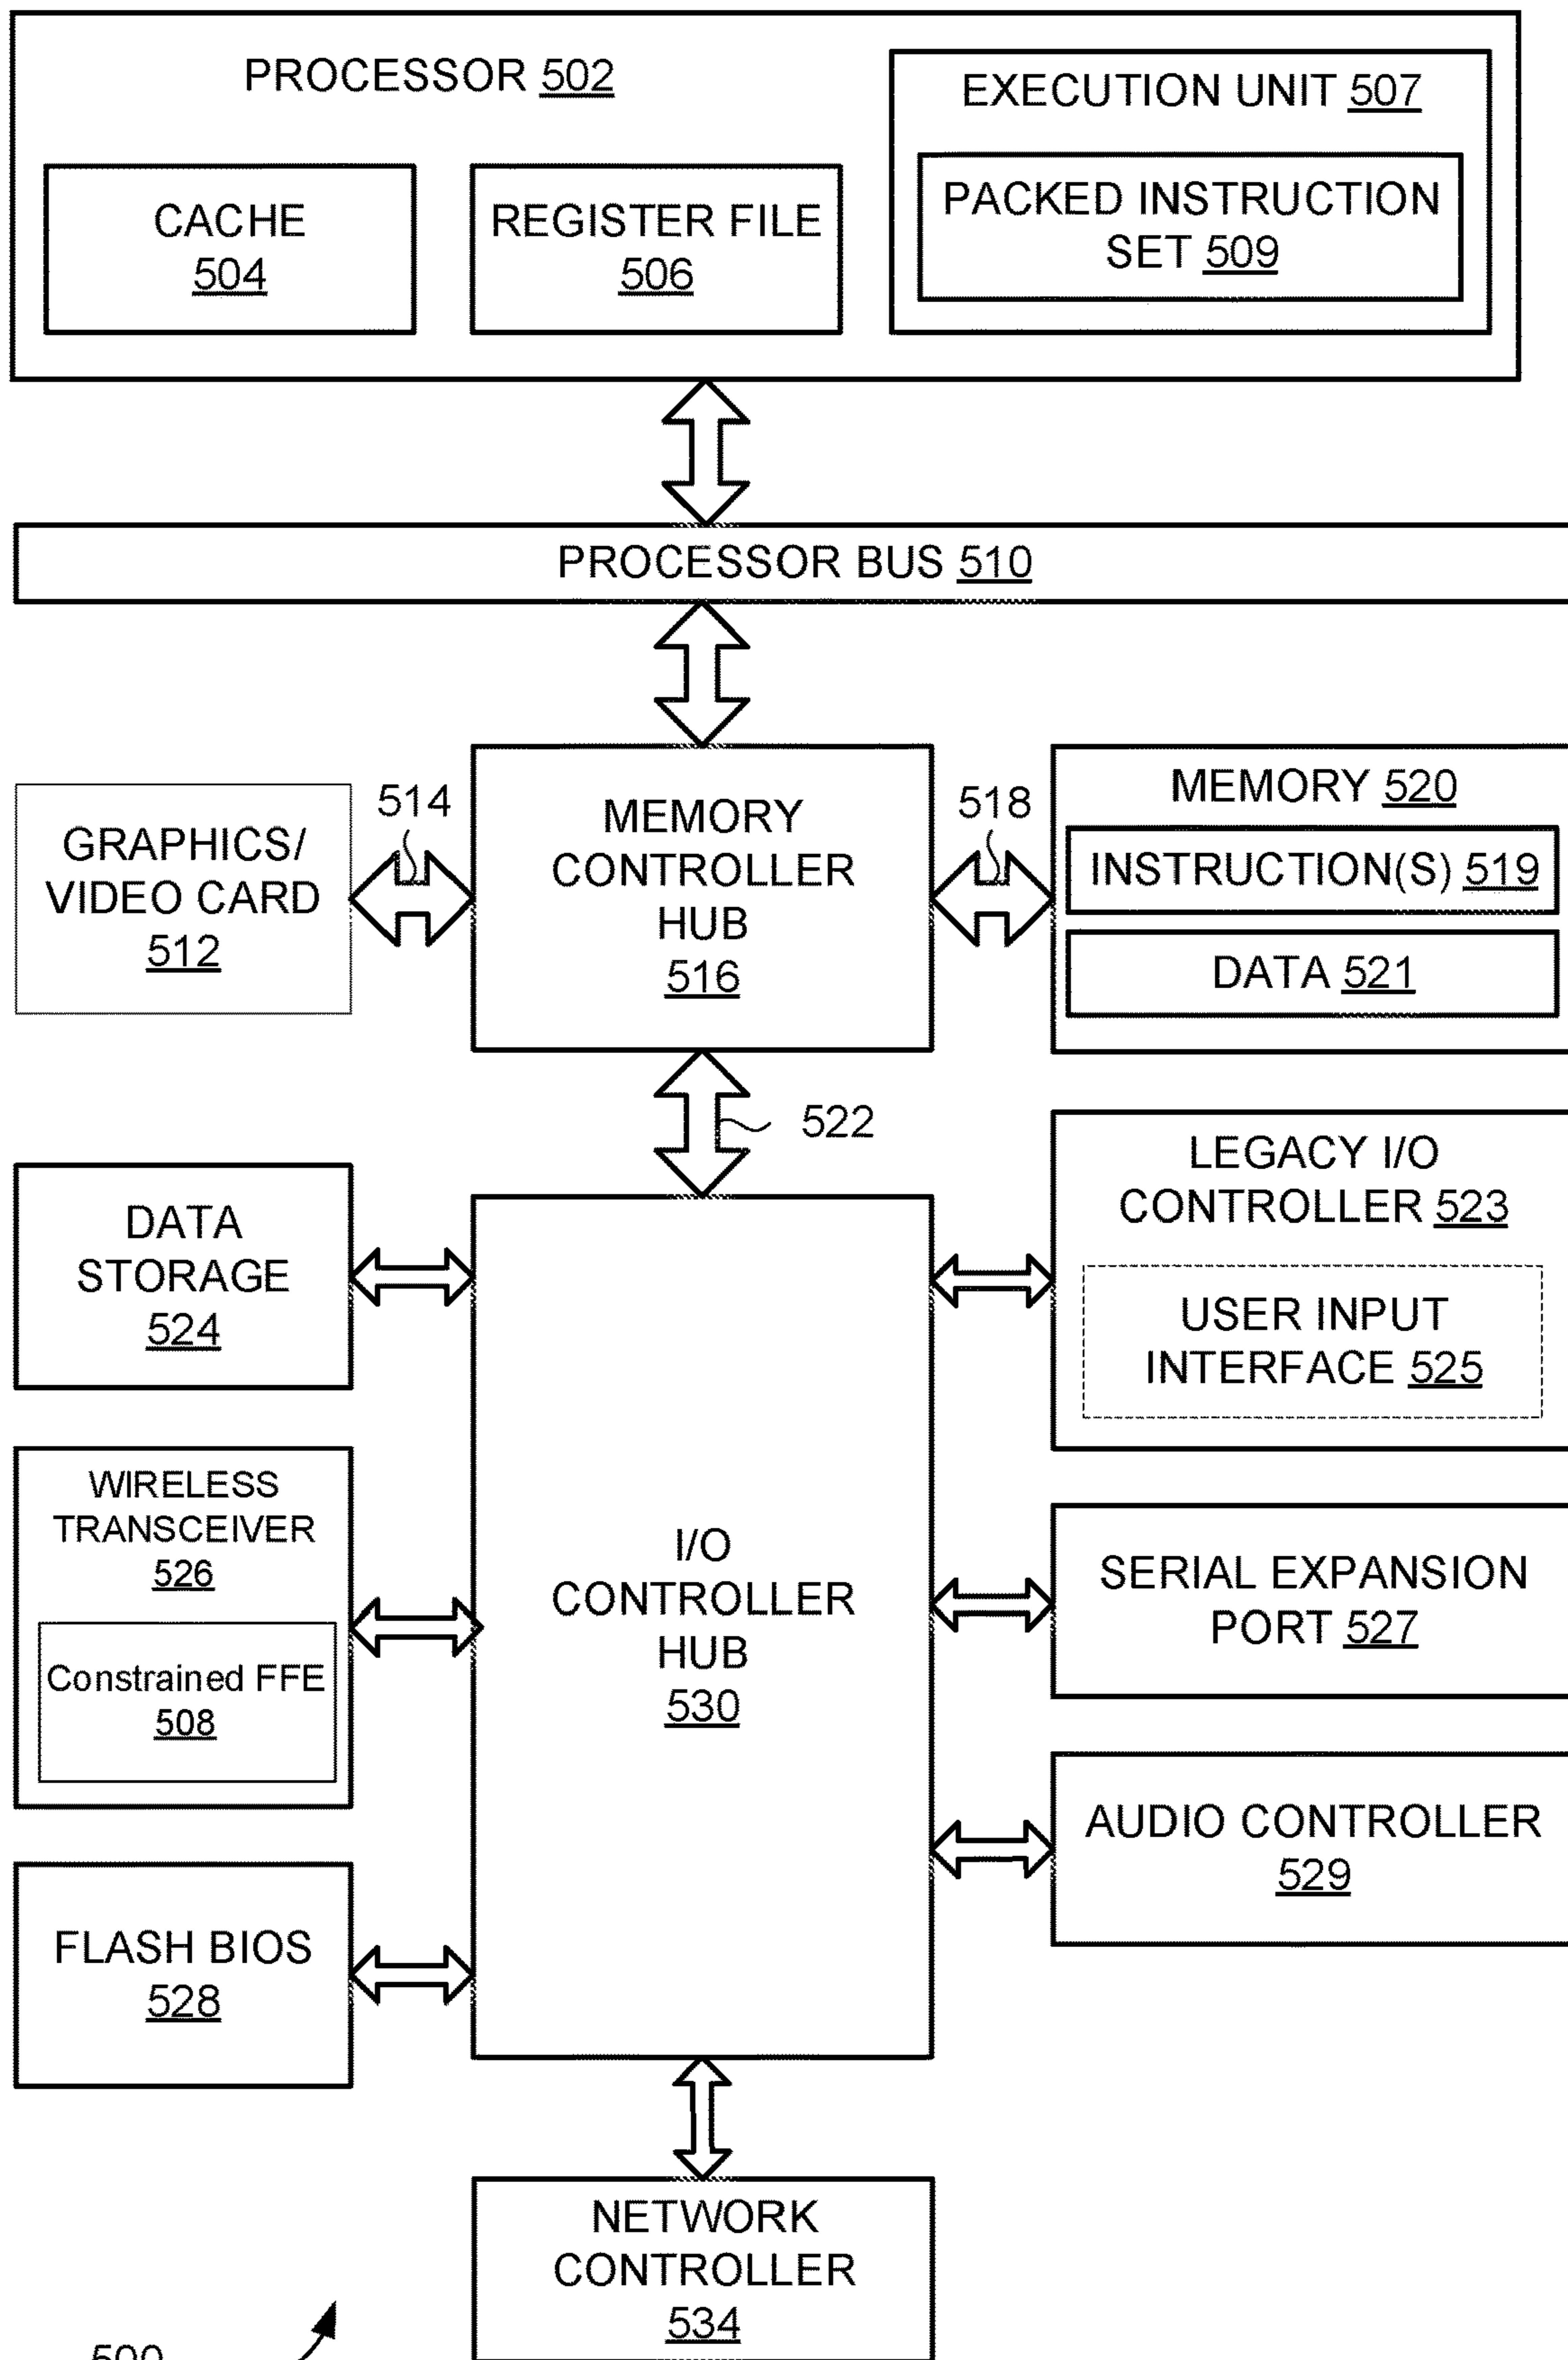 PROCESSOR 502
EXECUTION UNIT 507
CACHE
504
REGISTER FILE
506
PACKED INSTRUCTION
SET 509
PROCESSOR BUS 510
GRAPHICS/
VIDEO CARD
512
514
MEMORY
CONTROLLER
HUB
516
518
MEMORY 520
INSTRUCTION(S) 519
DATA 521
522
DATA
STORAGE
524
LEGACY I/O
CONTROLLER 523
USER INPUT
INTERFACE 525
WIRELESS
TRANSCEIVER
526
Constrained FFE
508
I/O
CONTROLLER
HUB
530
SERIAL EXPANSION
PORT 527
AUDIO CONTROLLER
529
FLASH BIOS
528
NETWORK
CONTROLLER
534
500